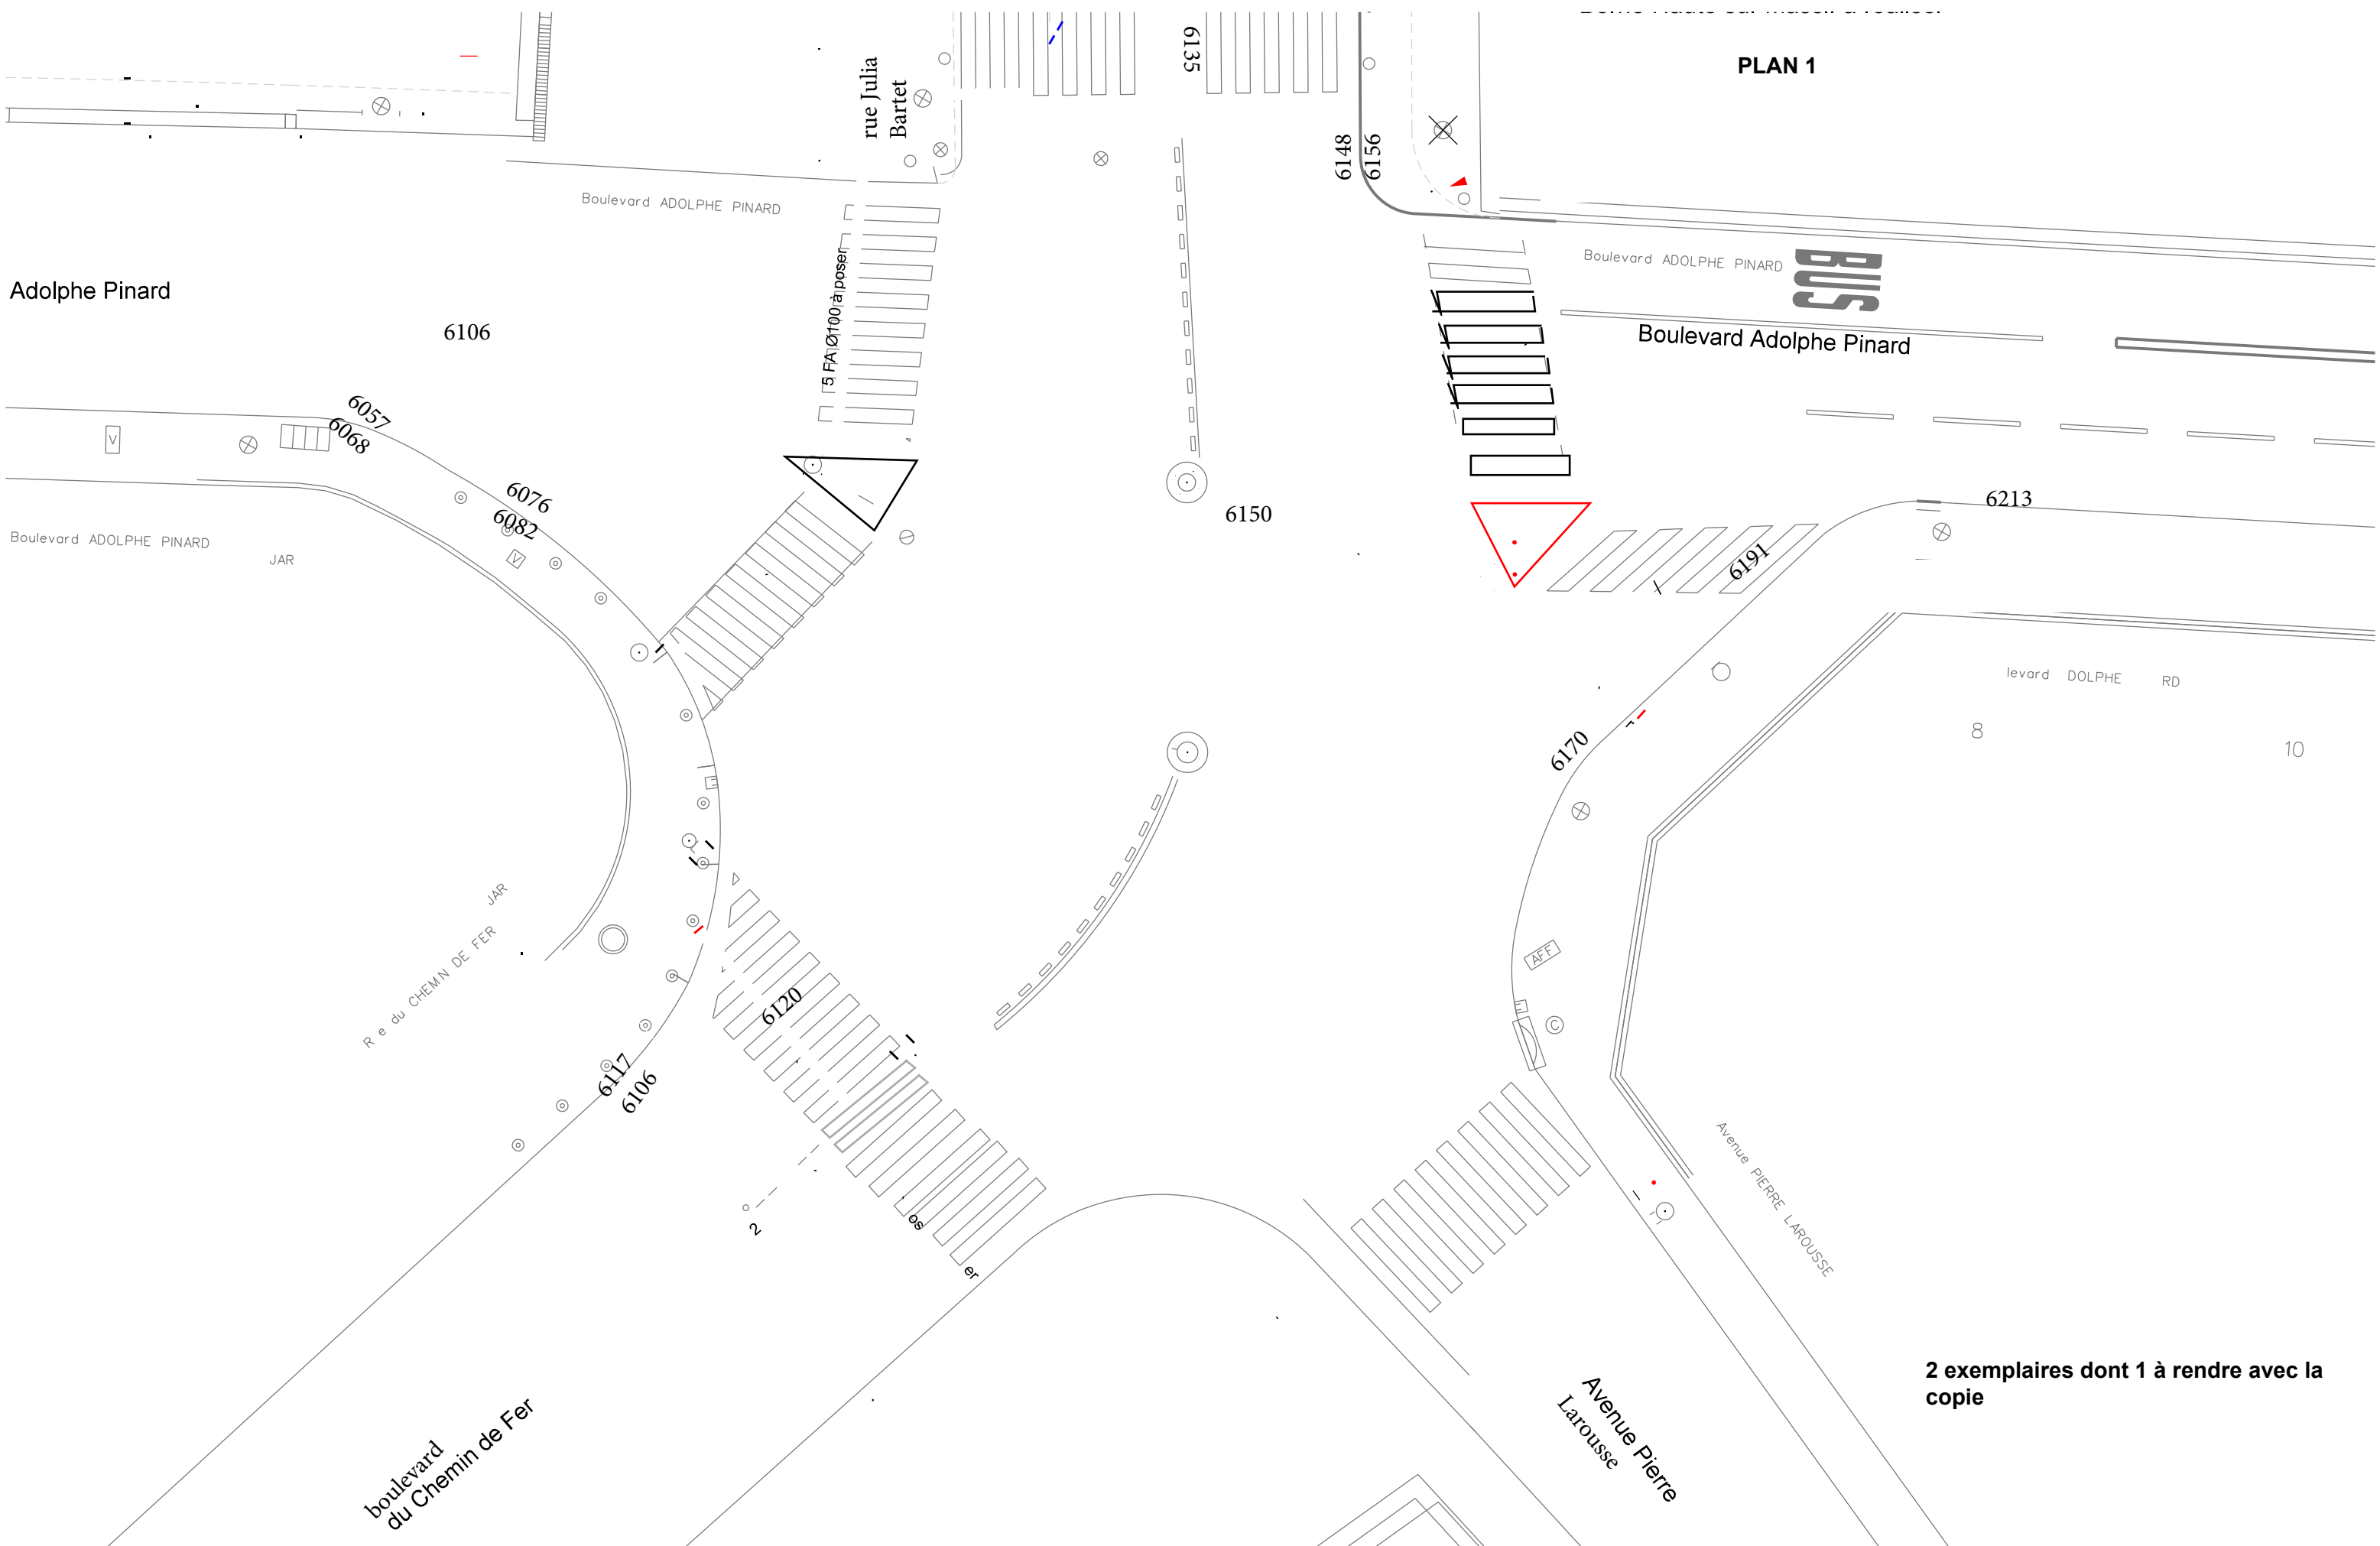 PLAN 1
6135
rue Julia
Bartet
6148
6156
Boulevard ADOLPHE PINARD
Boulevard ADOLPHE PINARD
BUS
Adolphe Pinard
6106
5 FA Ø100 à poser
Boulevard Adolphe Pinard
6057
6068
V
6076
6082
V
6150
6213
6191
Boulevard ADOLPHE PINARD
JAR
levard DOLPHE RD
8
10
6170
JAR
R e du CHEMIN DE FER
AFF
C
6120
6117
6106
2
os
er
Avenue PIERRE LAROUSSE
2 exemplaires dont 1 à rendre avec la
copie
boulevard
du Chemin de Fer
Avenue Pierre
Larousse